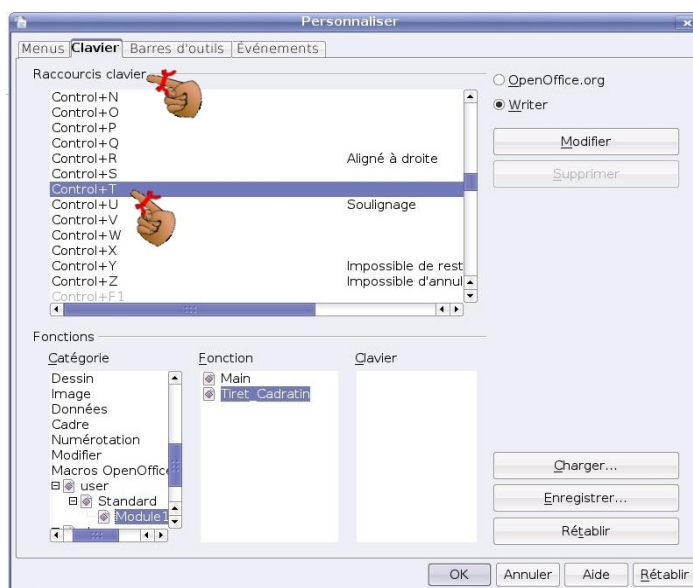 Personnaliser
Menus Clavier Barres d'outils Événements
Raccourcis clavier
Control+N
Control+O
Control+P
Control+Q
Control+R Aligné à droite
Control+S
Control+T
Control+U Soulignage
Control+V
Control+W
Control+X
Control+Y Impossible de rest
Control+Z Impossible d'annul
Control+F1
OpenOffice.org
Writer
Modifier
Supprimer
Fonctions
Catégorie
Dessin
Image
Données
Cadre
Numérotation
Modifier
Macros OpenOffice
user
Standard
Module1
Fonction
Main
Tiret_Cadratin
Clavier
Charger...
Enregistrer...
Rétablir
OK Annuler Aide Rétablir